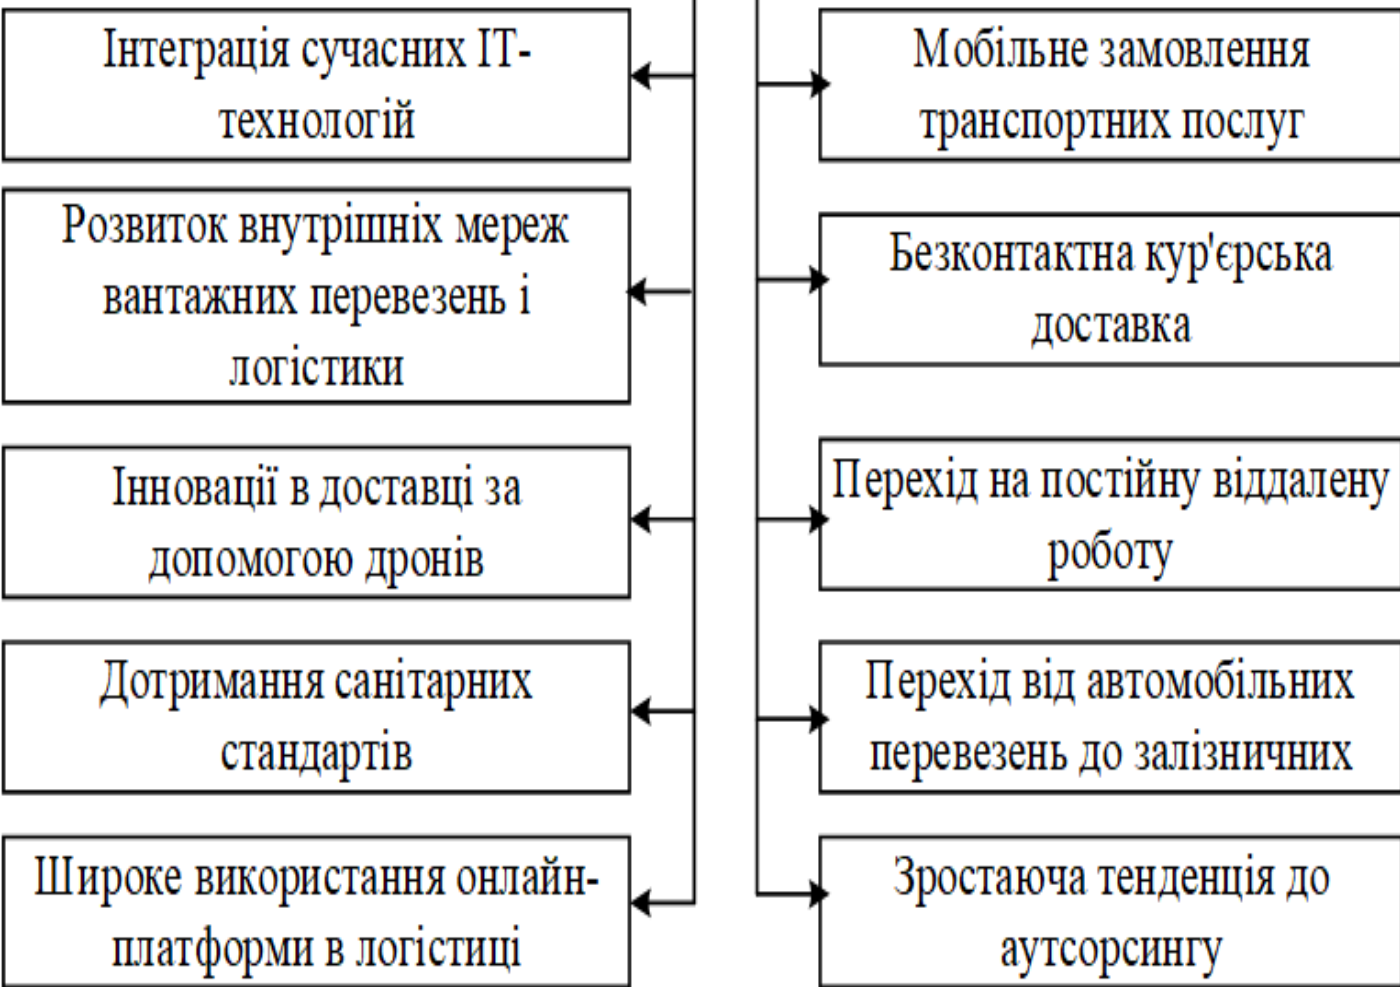 Інтеграція сучасних ІТ-
технологій
Розвиток внутрішніх мереж
вантажних перевезень і
логістики
Інновації в доставці за
допомогою дронів
Дотримання санітарних
стандартів
Широке використання онлайн-
платформи в логістиці
Мобільне замовлення
транспортних послуг
Безконтактна кур'єрська
доставка
Перехід на постійну віддалену
роботу
Перехід від автомобільних
перевезень до залізничних
Зростаюча тенденція до
аутсорсингу